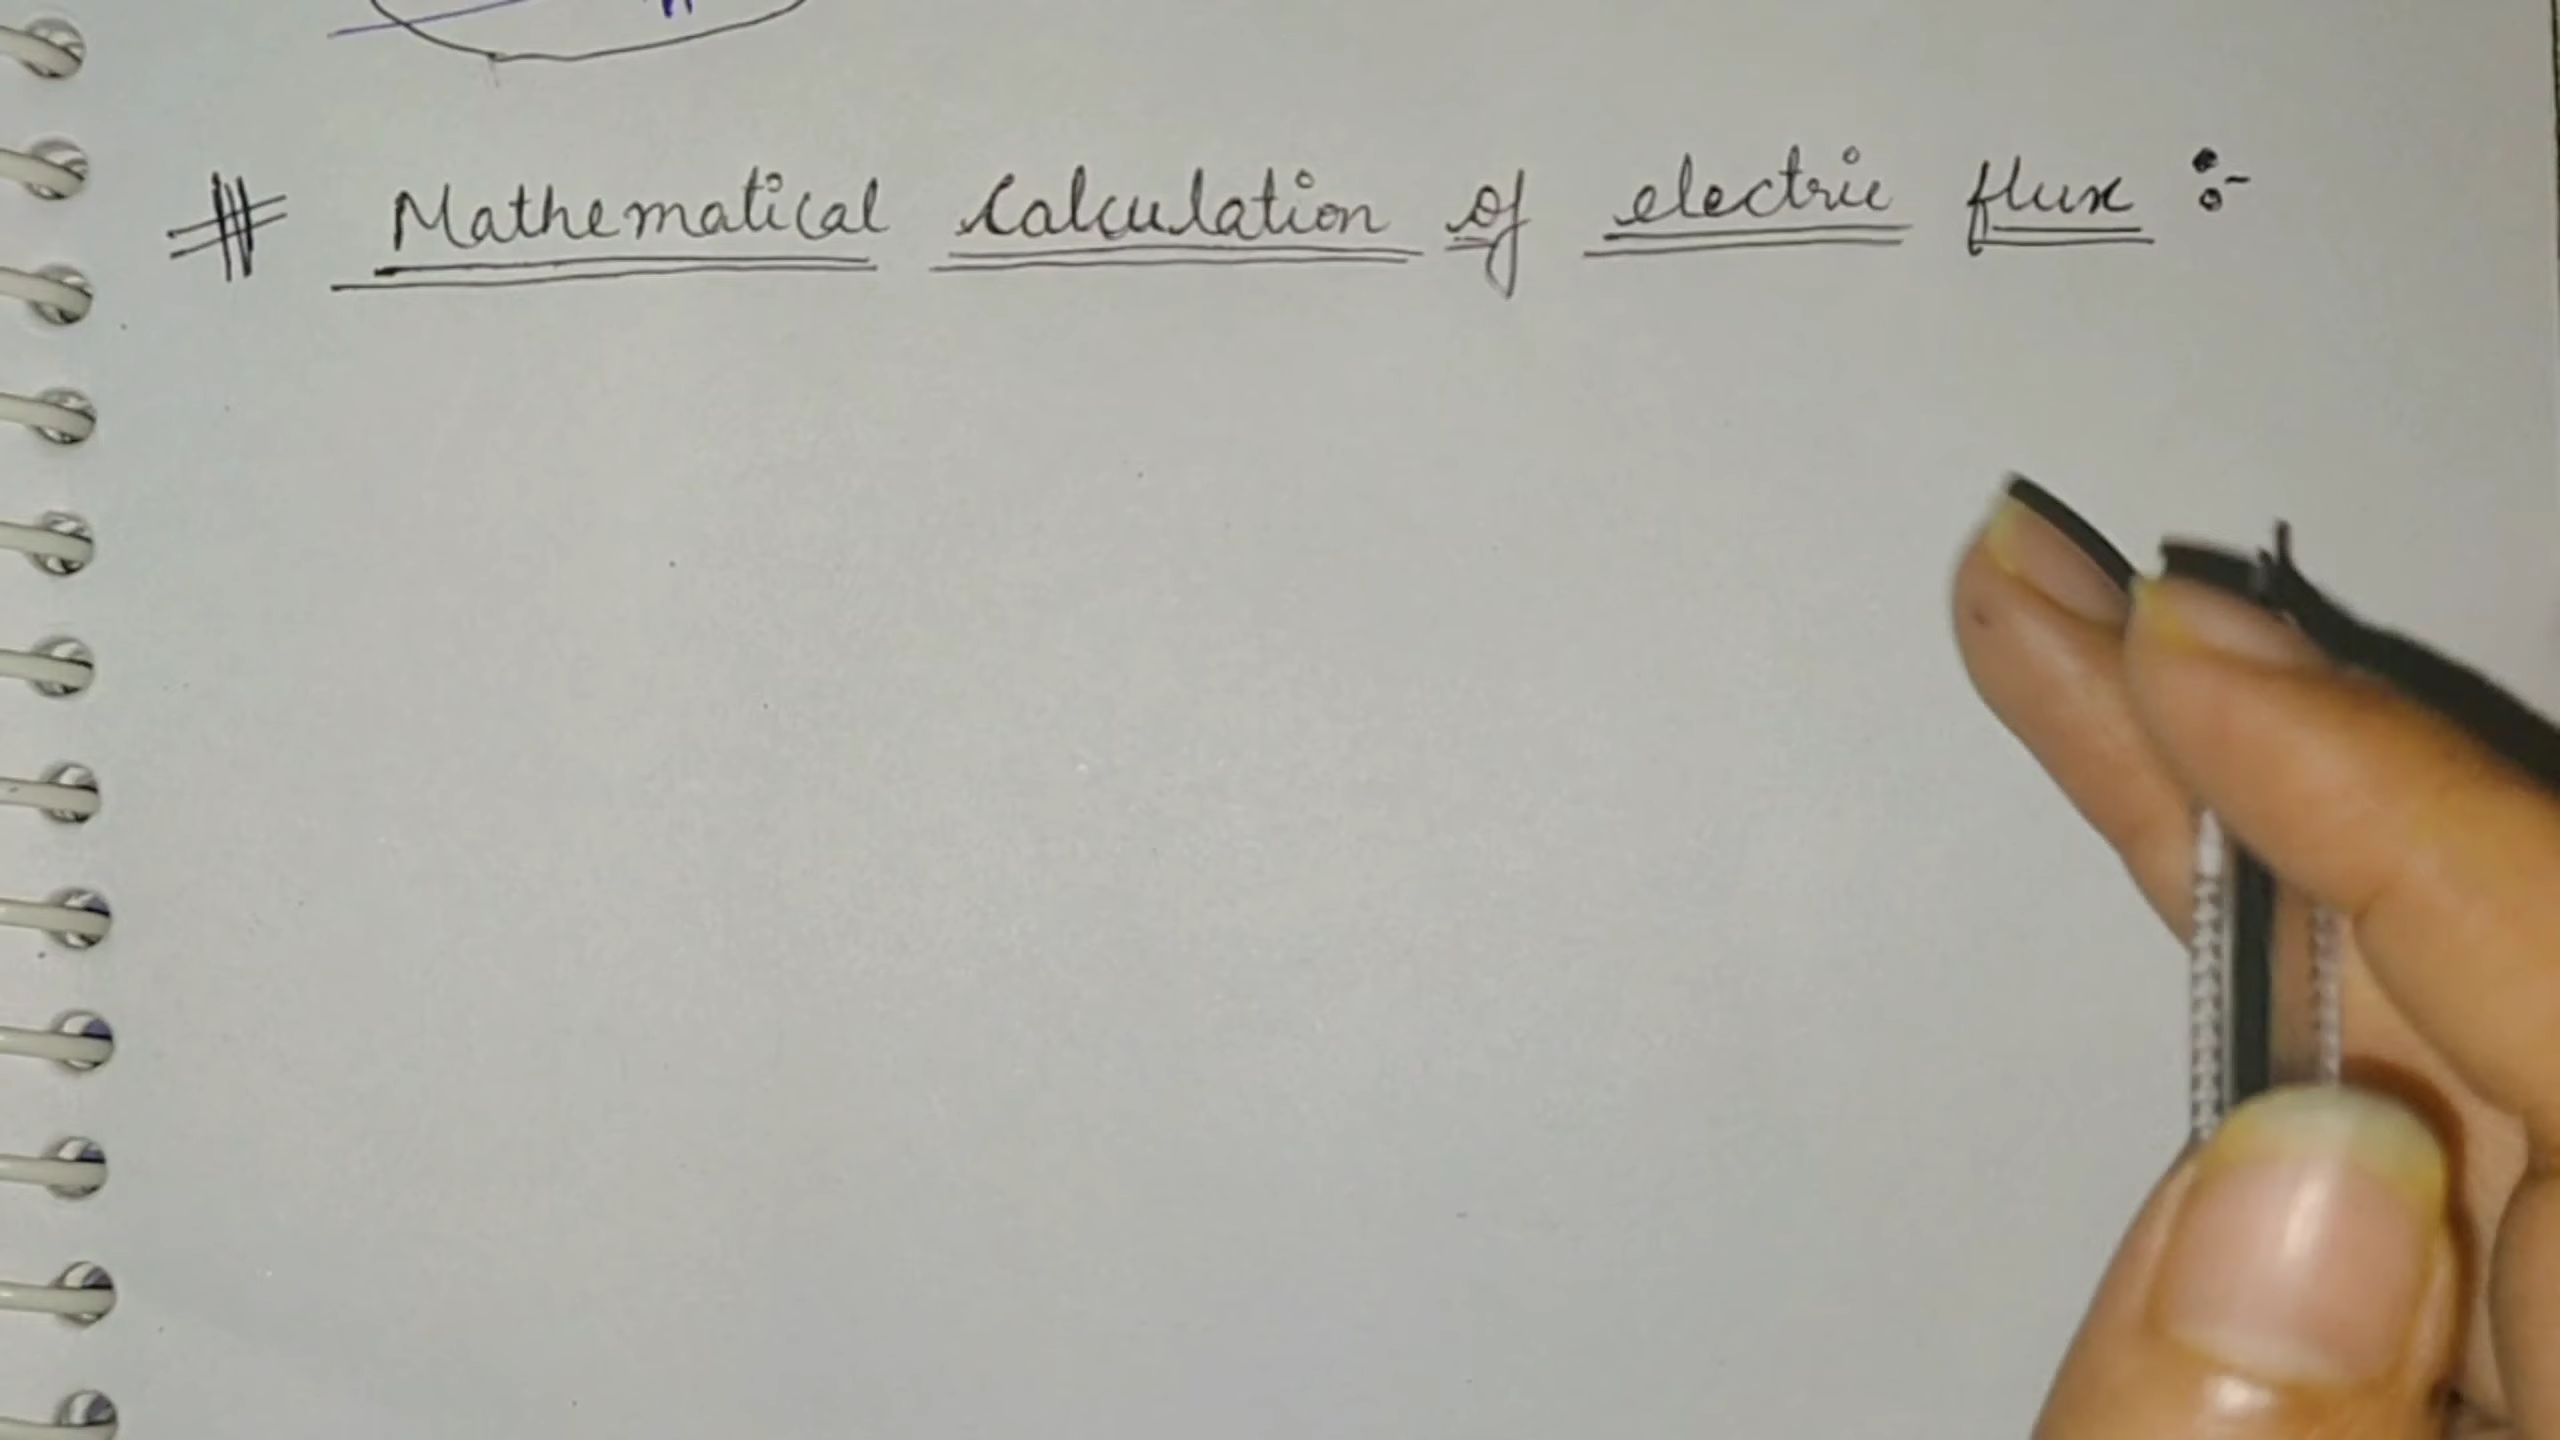 # Mathematical Calculation of electric flux :-